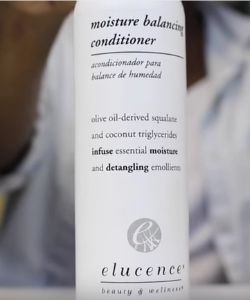 moisture balancing
conditioner
acondicionador para
balance de humedad
olive oil-derived squalane
and coconut triglycerides
infuse essential moisture
and detangling emollients
elucence®
beauty & wellness